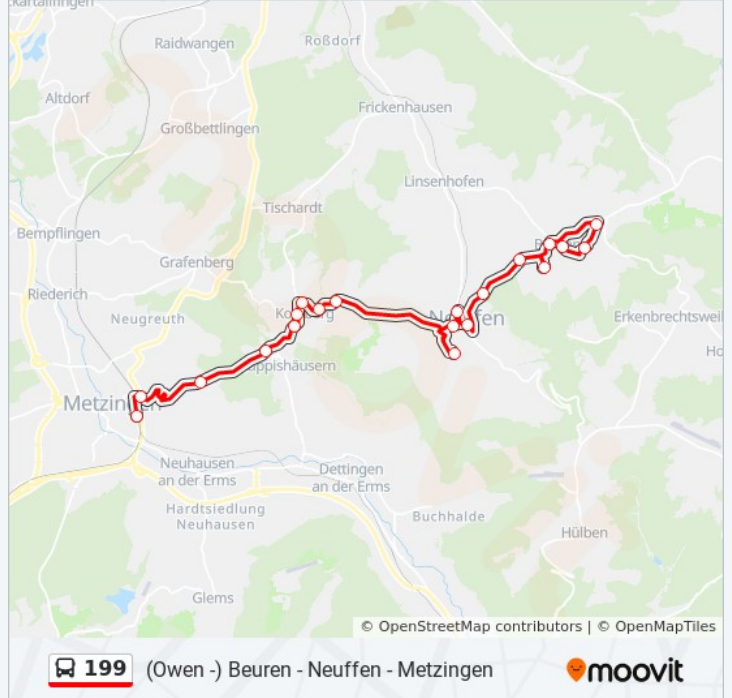 Raidwangen
Roßdorf
Altdorf
Großbettlingen
Frickenhausen
Linsenhofen
Tischardt
Bempflingen
Grafenberg
Riederich
Neugreuth
Erkenbrechtsweil
Metzingen
Neuhausen
an der Erms
Dettingen
an der Erms
Hardtsiedlung
Neuhausen
Buchhalde
Hülben
Glems
© OpenStreetMap contributors | © OpenMapTiles
199 (Owen -) Beuren - Neuffen - Metzingen
moovit